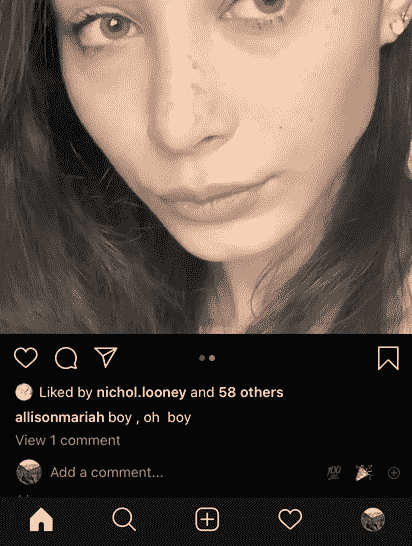 Liked by nichol.looney and 58 others
allisonmariah boy , oh boy
View 1 comment
Add a comment...